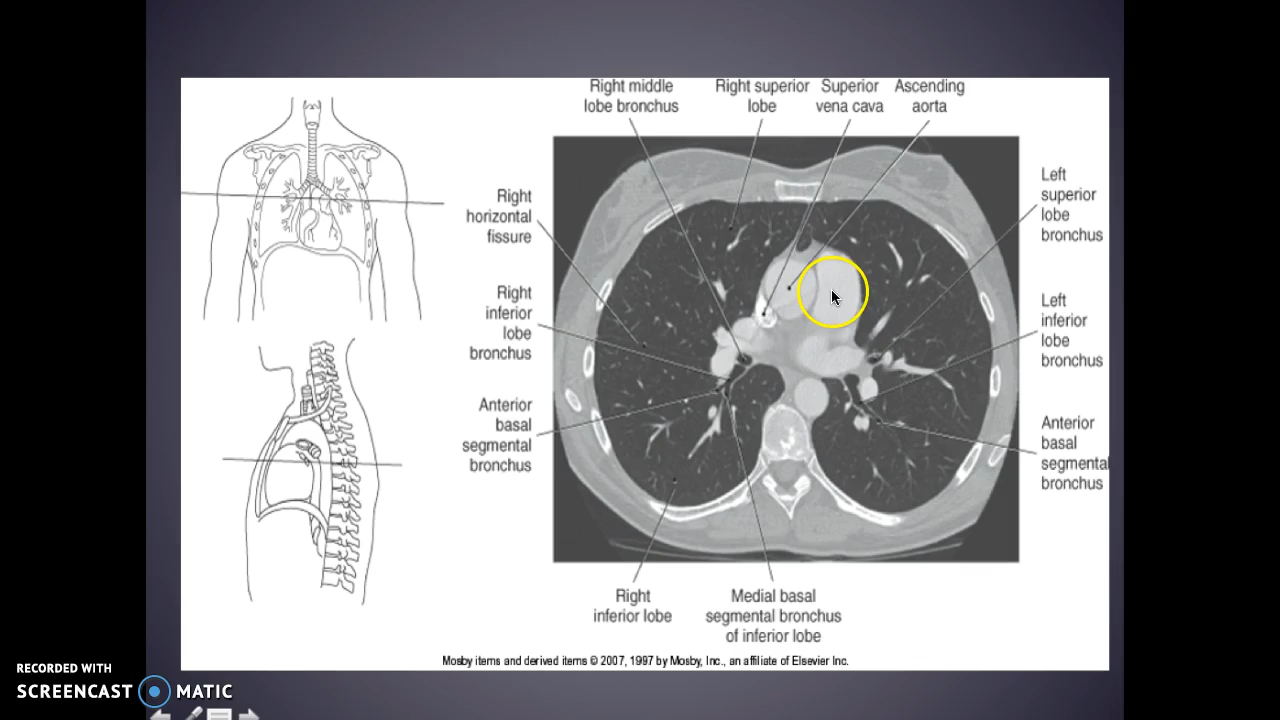 Right middle
lobe bronchus
Right superior
lobe
Superior
vena cava
Ascending
aorta
Right
horizontal
fissure
Right
inferior
lobe
bronchus
Anterior
basal
segmental
bronchus
Left
superior
lobe
bronchus
Left
inferior
lobe
bronchus
Anterior
basal
segmental
bronchus
Right
inferior lobe
Medial basal
segmental bronchus
of inferior lobe
Mosby items and derived items © 2007, 1997 by Mosby, Inc., an affiliate of Elsevier Inc.
RECORDED WITH
SCREENCAST MATIC